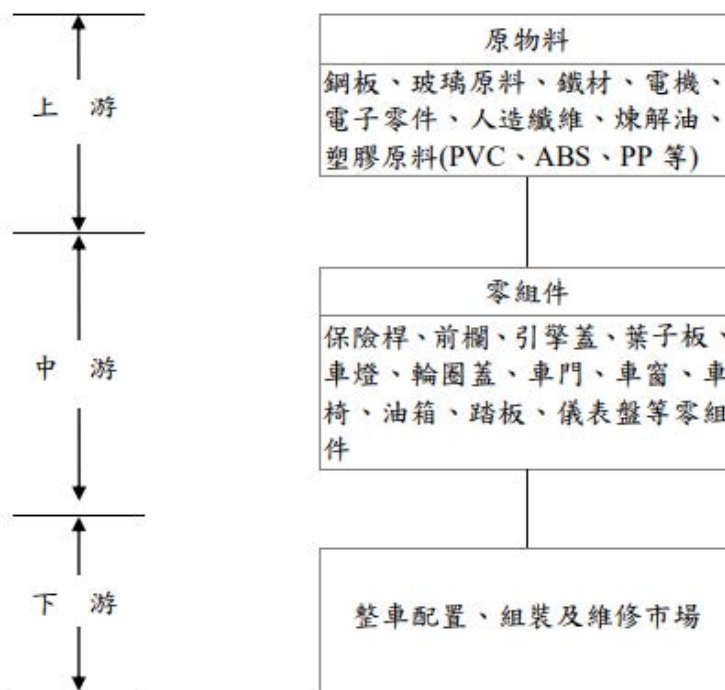 上 游
原物料
鋼板、玻璃原料、鐵材、電機、
電子零件、人造纖維、煉解油、
塑膠原料(PVC、ABS、PP 等)
中 游
零組件
保險桿、前欄、引擎蓋、葉子板、
車燈、輪圈蓋、車門、車窗、車
椅、油箱、踏板、儀表盤等零組
件
下 游
整車配置、組裝及維修市場